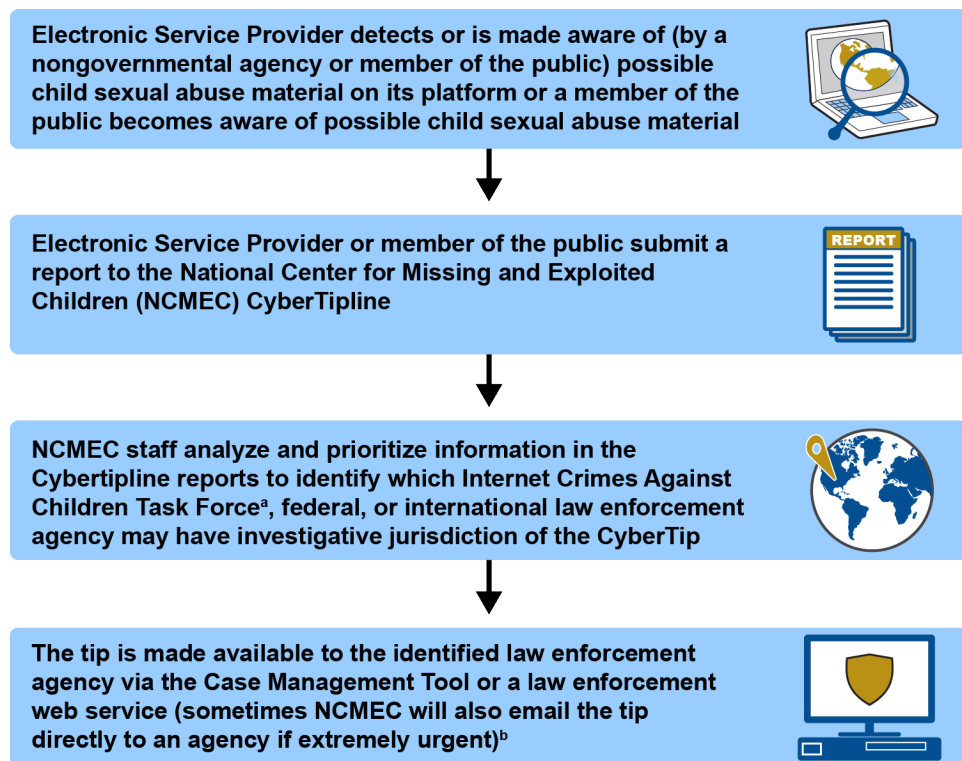 Electronic Service Provider detects or is made aware of (by a
nongovernmental agency or member of the public) possible
child sexual abuse material on its platform or a member of the
public becomes aware of possible child sexual abuse material
Electronic Service Provider or member of the public submit a
report to the National Center for Missing and Exploited
Children (NCMEC) CyberTipline
REPORT
NCMEC staff analyze and prioritize information in the
Cybertipline reports to identify which Internet Crimes Against
Children Task Forceᵃ, federal, or international law enforcement
agency may have investigative jurisdiction of the CyberTip
The tip is made available to the identified law enforcement
agency via the Case Management Tool or a law enforcement
web service (sometimes NCMEC will also email the tip
directly to an agency if extremely urgent)ᵇ